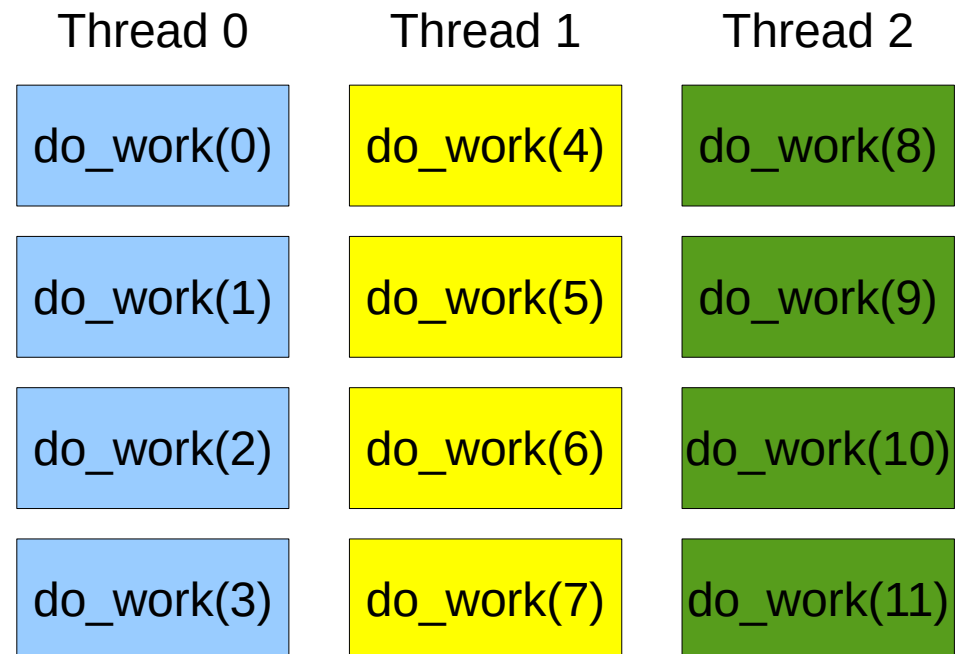 Thread 0 Thread 1 Thread 2
do_work(0) do_work(4) do_work(8)
do_work(1) do_work(5) do_work(9)
do_work(2) do_work(6) do_work(10)
do_work(3) do_work(7) do_work(11)